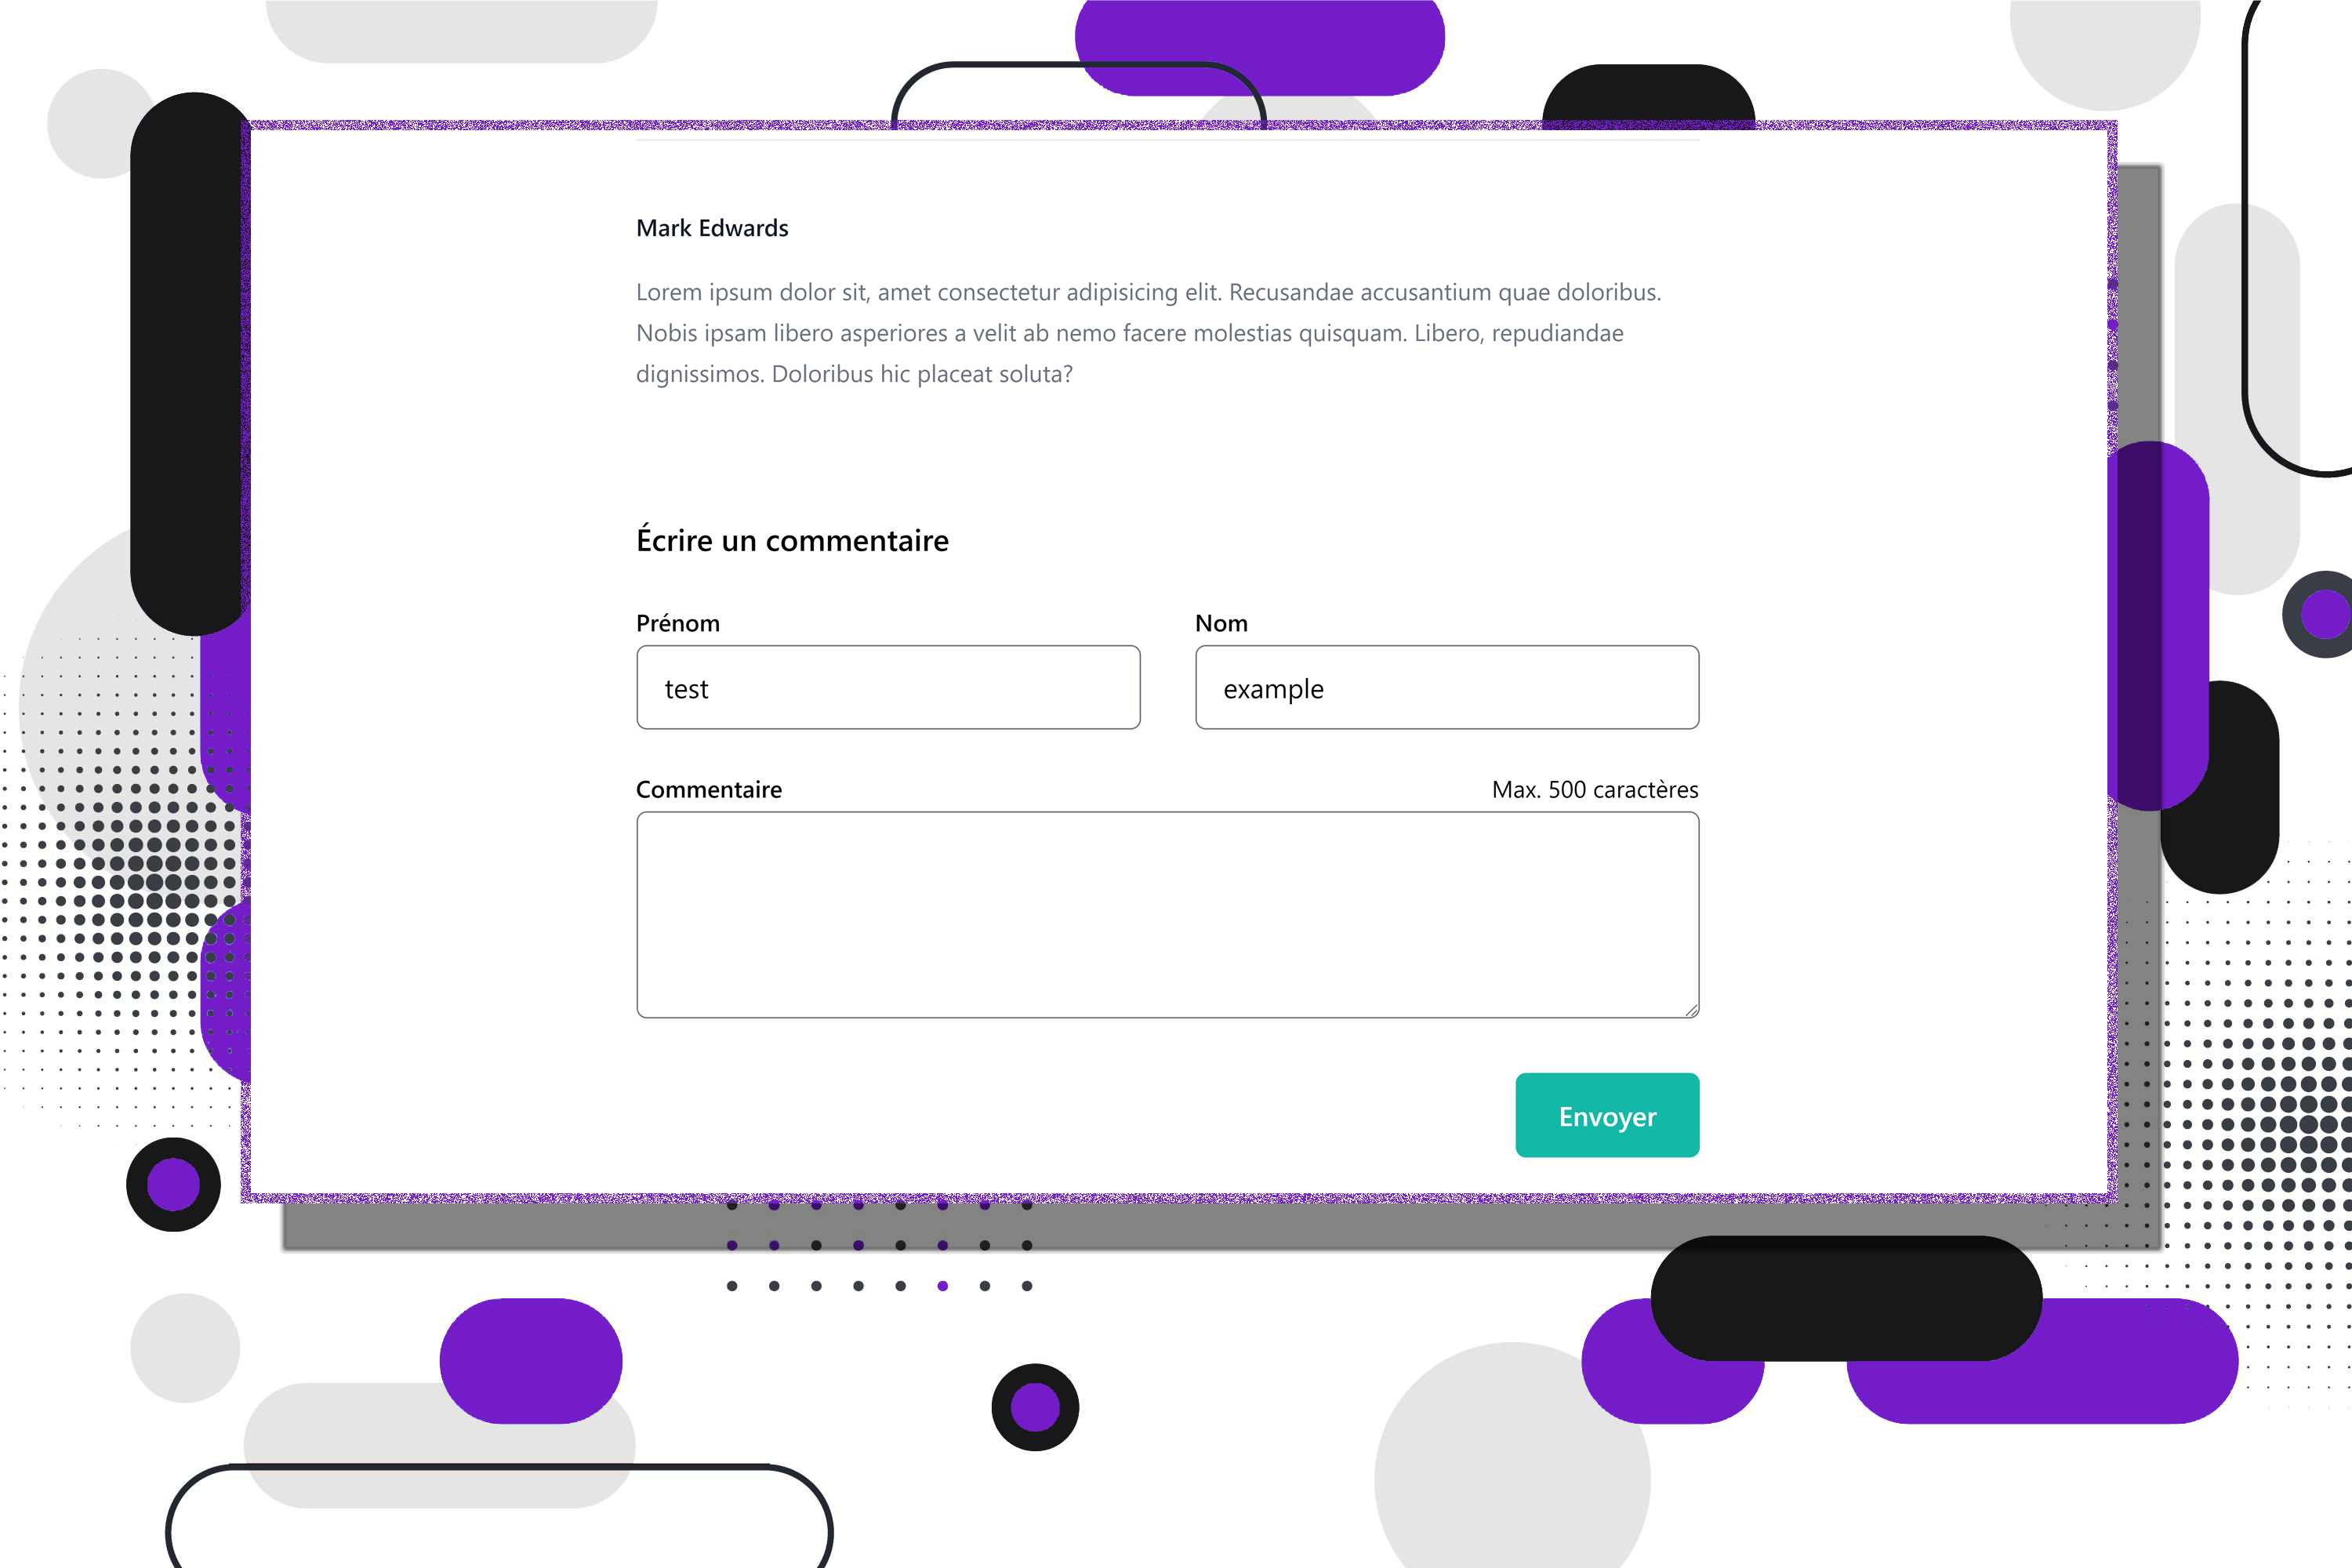 Mark Edwards
Lorem ipsum dolor sit, amet consectetur adipisicing elit. Recusandae accusantium quae doloribus.
Nobis ipsam libero asperiores a velit ab nemo facere molestias quisquam. Libero, repudiandae
dignissimos. Doloribus hic placeat soluta?
Écrire un commentaire
Prénom
Nom
test
example
Commentaire
Max. 500 caractères
Envoyer